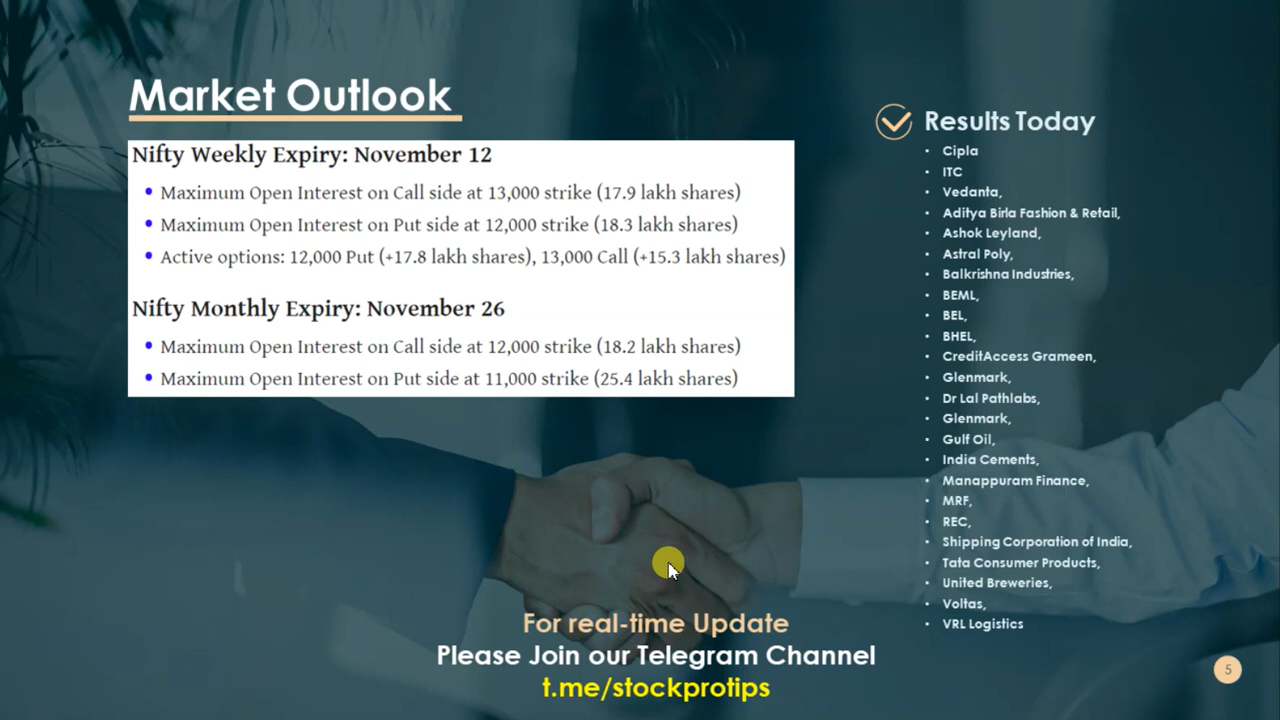 Market Outlook
Nifty Weekly Expiry: November 12
• Maximum Open Interest on Call side at 13,000 strike (17.9 lakh shares)
• Maximum Open Interest on Put side at 12,000 strike (18.3 lakh shares)
• Active options: 12,000 Put (+17.8 lakh shares), 13,000 Call (+15.3 lakh shares)
Nifty Monthly Expiry: November 26
• Maximum Open Interest on Call side at 12,000 strike (18.2 lakh shares)
• Maximum Open Interest on Put side at 11,000 strike (25.4 lakh shares)
Results Today
• Cipla
• ITC
• Vedanta,
• Aditya Birla Fashion & Retail,
• Ashok Leyland,
• Astral Poly,
• Balkrishna Industries,
• BEML,
• BEL,
• BHEL,
• CreditAccess Grameen,
• Glenmark,
• Dr Lal Pathlabs,
• Glenmark,
• Gulf Oil,
• India Cements,
• Manappuram Finance,
• MRF,
• REC,
• Shipping Corporation of India,
• Tata Consumer Products,
• United Breweries,
• Voltas,
• VRL Logistics
For real-time Update
Please Join our Telegram Channel
t.me/stockprotips
5